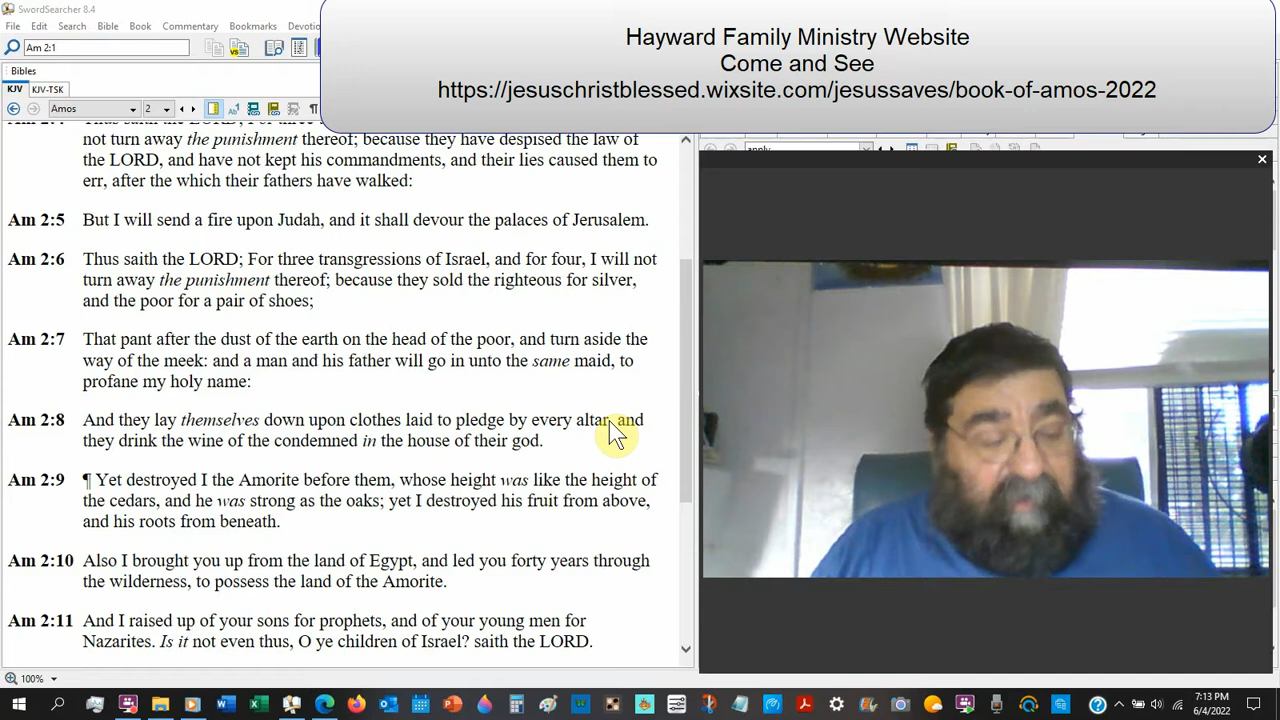 SwordSearcher 8.4
File Edit Search Bible Book Commentary Bookmarks
Hayward Family Ministry Website
Come and See
https://jesuschristblessed.wixsite.com/jesussaves/book-of-amos-2022
Am 2:1
Bibles
KJV KJV-TSK
Amos 2
not turn away the punishment thereof; because they have despised the law of
the LORD, and have not kept his commandments, and their lies caused them to
err, after the which their fathers have walked:
Am 2:5 But I will send a fire upon Judah, and it shall devour the palaces of Jerusalem.
Am 2:6 Thus saith the LORD; For three transgressions of Israel, and for four, I will not
turn away the punishment thereof; because they sold the righteous for silver,
and the poor for a pair of shoes;
Am 2:7 That pant after the dust of the earth on the head of the poor, and turn aside the
way of the meek: and a man and his father will go in unto the same maid, to
profane my holy name:
Am 2:8 And they lay themselves down upon clothes laid to pledge by every altar, and
they drink the wine of the condemned in the house of their god.
Am 2:9 ¶ Yet destroyed I the Amorite before them, whose height was like the height of
the cedars, and he was strong as the oaks; yet I destroyed his fruit from above,
and his roots from beneath.
Am 2:10 Also I brought you up from the land of Egypt, and led you forty years through
the wilderness, to possess the land of the Amorite.
Am 2:11 And I raised up of your sons for prophets, and of your young men for
Nazarites. Is it not even thus, O ye children of Israel? saith the LORD.
100%
7:13 PM
6/4/2022